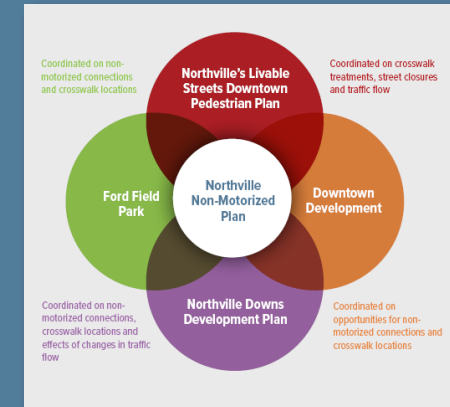 Coordinated on non-
motorized connections
and crosswalk locations
Northville's Livable
Streets Downtown
Pedestrian Plan
Coordinated on crosswalk
treatments, street closures
and traffic flow
Ford Field
Park
Northville
Non-Motorized
Plan
Downtown
Development
Northville Downs
Development Plan
Coordinated on non-
motorized connections,
crosswalk locations and
effects of changes in traffic
flow
Coordinated on
opportunities for non-
motorized connections and
crosswalk locations